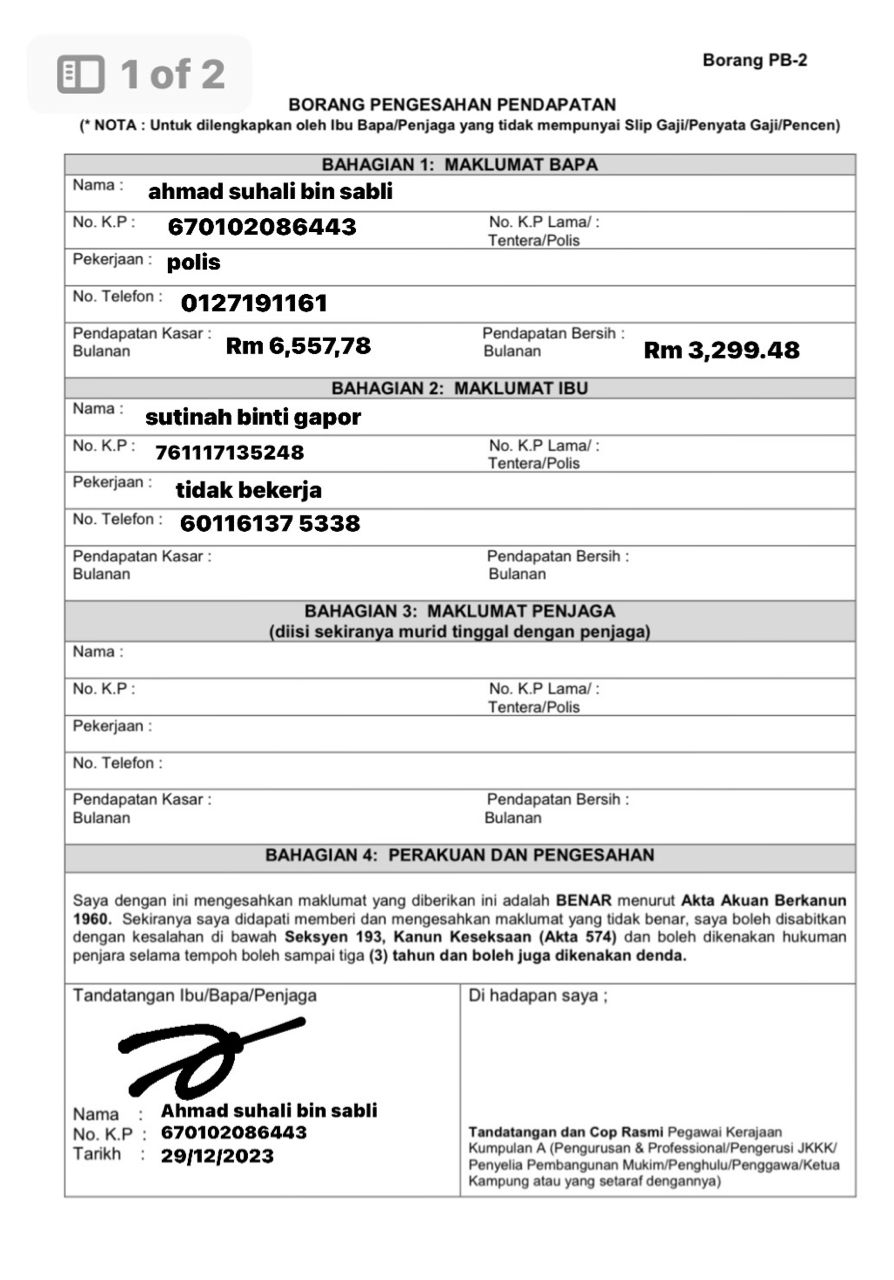 1 of 2
Borang PB-2
BORANG PENGESAHAN PENDAPATAN
(* NOTA : Untuk dilengkapkan oleh Ibu Bapa/Penjaga yang tidak mempunyai Slip Gaji/Penyata Gaji/Pencen)
BAHAGIAN 1: MAKLUMAT BAPA
Nama : ahmad suhali bin sabli
No. K.P : 670102086443 No. K.P Lama/ :
Tentera/Polis
Pekerjaan : polis
No. Telefon : 0127191161
Pendapatan Kasar : Rm 6,557,78 Pendapatan Bersih : Rm 3,299.48
Bulanan Bulanan
BAHAGIAN 2: MAKLUMAT IBU
Nama : sutinah binti gapor
No. K.P : 761117135248 No. K.P Lama/ :
Tentera/Polis
Pekerjaan : tidak bekerja
No. Telefon : 60116137 5338
Pendapatan Kasar : Pendapatan Bersih :
Bulanan Bulanan
BAHAGIAN 3: MAKLUMAT PENJAGA
(diisi sekiranya murid tinggal dengan penjaga)
Nama :
No. K.P : No. K.P Lama/ :
Tentera/Polis
Pekerjaan :
No. Telefon :
Pendapatan Kasar : Pendapatan Bersih :
Bulanan Bulanan
BAHAGIAN 4: PERAKUAN DAN PENGESAHAN
Saya dengan ini mengesahkan maklumat yang diberikan ini adalah BENAR menurut Akta Akuan Berkanun
1960. Sekiranya saya didapati memberi dan mengesahkan maklumat yang tidak benar, saya boleh disabitkan
dengan kesalahan di bawah Seksyen 193, Kanun Keseksaan (Akta 574) dan boleh dikenakan hukuman
penjara selama tempoh boleh sampai tiga (3) tahun dan boleh juga dikenakan denda.
Tandatangan Ibu/Bapa/Penjaga
Nama : Ahmad suhali bin sabli
No. K.P : 670102086443
Tarikh : 29/12/2023
Di hadapan saya ;
Tandatangan dan Cop Rasmi Pegawai Kerajaan
Kumpulan A (Pengurusan & Professional/Pengerusi JKKK/
Penyelia Pembangunan Mukim/Penghulu/Penggawa/Ketua
Kampung atau yang setaraf dengannya)